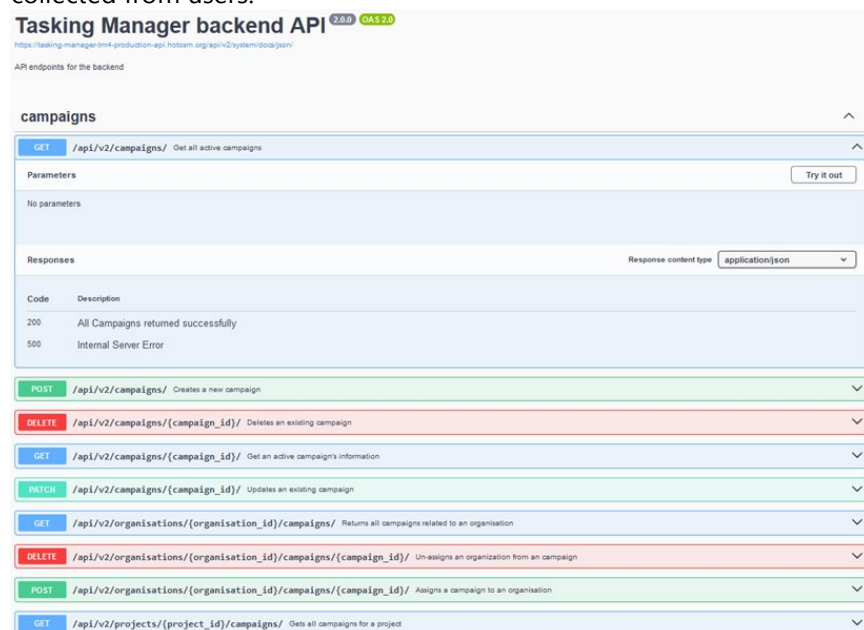 collected from users.
Tasking Manager backend API 2.0.0 OAS 2.0
https://tasking-manager-tm4-production-api.hotosm.org/api/v2/system/docs/json/
API endpoints for the backend
campaigns
GET /api/v2/campaigns/ Get all active campaigns
Parameters Try it out
No parameters
Responses Response content type application/json
Code Description
200 All Campaigns returned successfully
500 Internal Server Error
POST /api/v2/campaigns/ Creates a new campaign
DELETE /api/v2/campaigns/{campaign_id}/ Deletes an existing campaign
GET /api/v2/campaigns/{campaign_id}/ Get an active campaign's information
PATCH /api/v2/campaigns/{campaign_id}/ Updates an existing campaign
GET /api/v2/organisations/{organisation_id}/campaigns/ Returns all campaigns related to an organisation
DELETE /api/v2/organisations/{organisation_id}/campaigns/{campaign_id}/ Un-assigns an organization from an campaign
POST /api/v2/organisations/{organisation_id}/campaigns/{campaign_id}/ Assigns a campaign to an organisation
GET /api/v2/projects/{project_id}/campaigns/ Gets all campaigns for a project